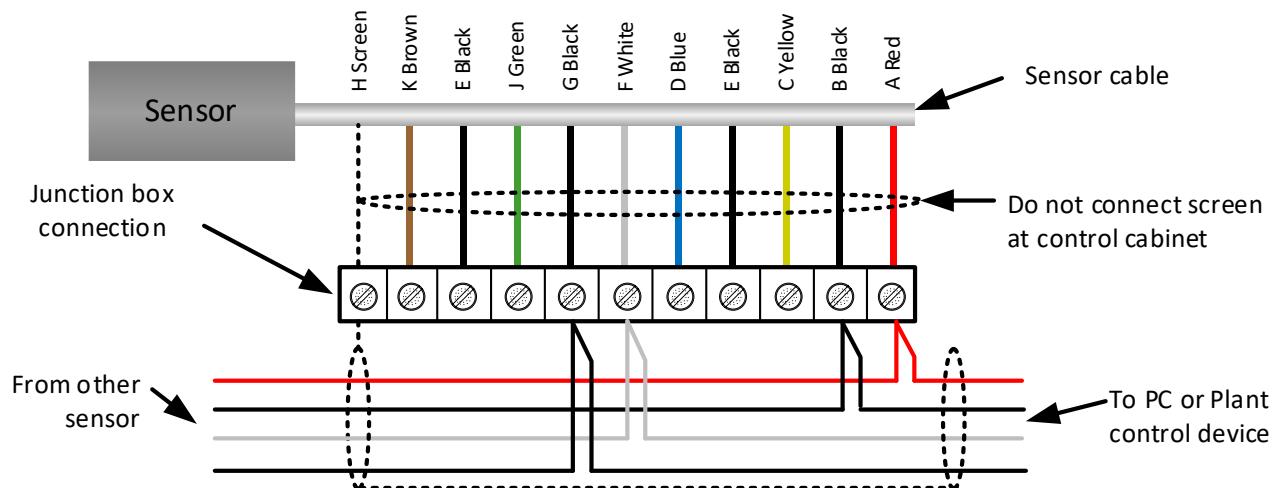 H Screen
K Brown
E Black
J Green
G Black
F White
D Blue
E Black
C Yellow
B Black
A Red
Sensor
Sensor cable
Junction box
connection
Do not connect screen
at control cabinet
From other
sensor
To PC or Plant
control device